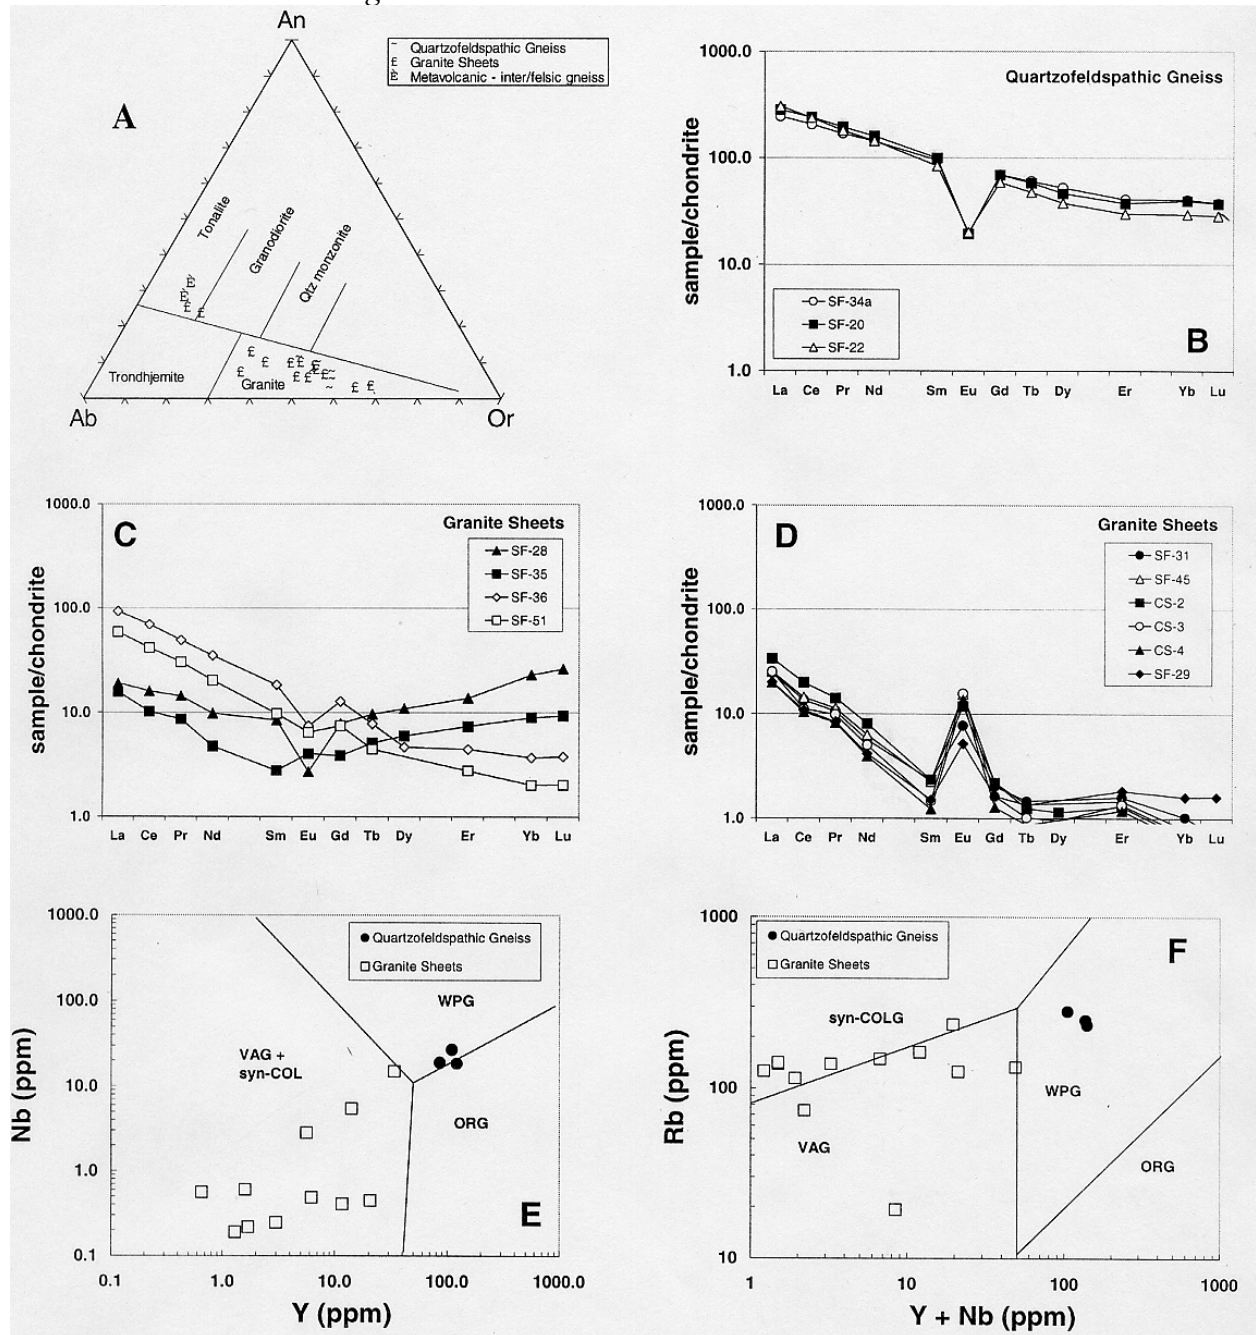 An
~ Quartzofeldspathic Gneiss
£ Granite Sheets
È Metavolcanic - inter/felsic gneiss
A
Tonalite
Granodiorite
Qtz monzonite
Trondhjemite
Granite
Ab
Or
1000.0
100.0
10.0
1.0
sample/chondrite
Quartzofeldspathic Gneiss
SF-34a
SF-20
SF-22
B
La Ce Pr Nd Sm Eu Gd Tb Dy Er Yb Lu
1000.0
100.0
10.0
1.0
sample/chondrite
C
Granite Sheets
SF-28
SF-35
SF-36
SF-51
La Ce Pr Nd Sm Eu Gd Tb Dy Er Yb Lu
1000.0
100.0
10.0
1.0
sample/chondrite
D
Granite Sheets
SF-31
SF-45
CS-2
CS-3
CS-4
SF-29
La Ce Pr Nd Sm Eu Gd Tb Dy Er Yb Lu
1000.0
100.0
10.0
1.0
0.1
Nb (ppm)
Quartzofeldspathic Gneiss
Granite Sheets
WPG
VAG +
syn-COL
ORG
E
0.1 1.0 10.0 100.0 1000.0
Y (ppm)
1000
100
10
Rb (ppm)
Quartzofeldspathic Gneiss
Granite Sheets
F
syn-COLG
WPG
VAG
ORG
1 10 100 1000
Y + Nb (ppm)